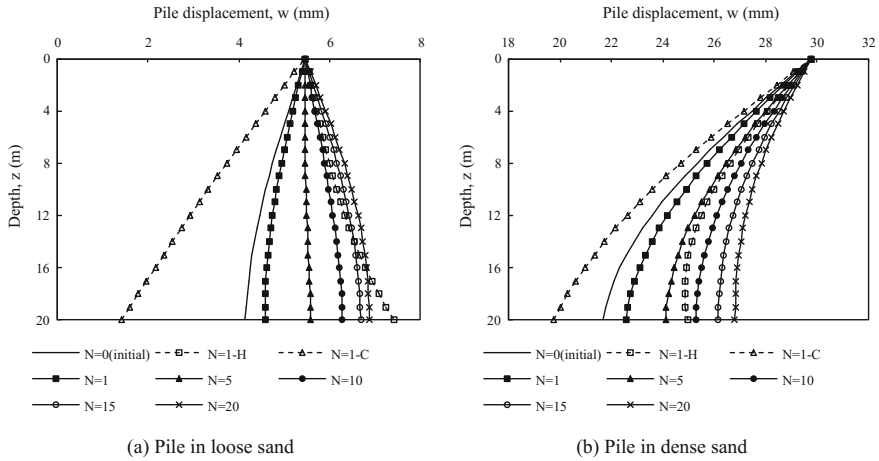 Pile displacement, w (mm)
0 2 4 6 8
0
4
8
12
16
20
Depth, z (m)
N=0(initial) N=1-H N=1-C
N=1 N=5 N=10
N=15 N=20
(a) Pile in loose sand
Pile displacement, w (mm)
18 20 22 24 26 28 30 32
0
4
8
12
16
20
Depth, z (m)
N=0(initial) N=1-H N=1-C
N=1 N=5 N=10
N=15 N=20
(b) Pile in dense sand